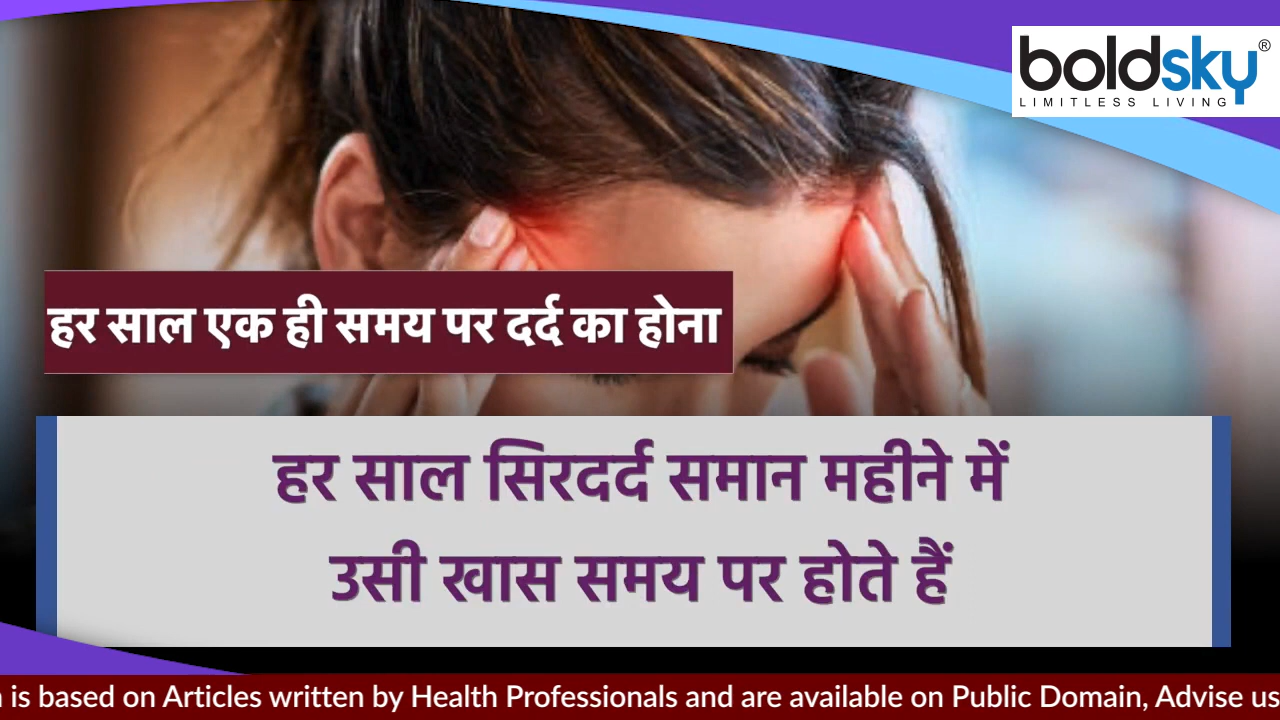 boldsky®
LIMITLESS LIVING
हर साल एक ही समय पर दर्द का होना
हर साल सिरदर्द समान महीने में
उसी खास समय पर होते हैं
is based on Articles written by Health Professionals and are available on Public Domain, Advise us